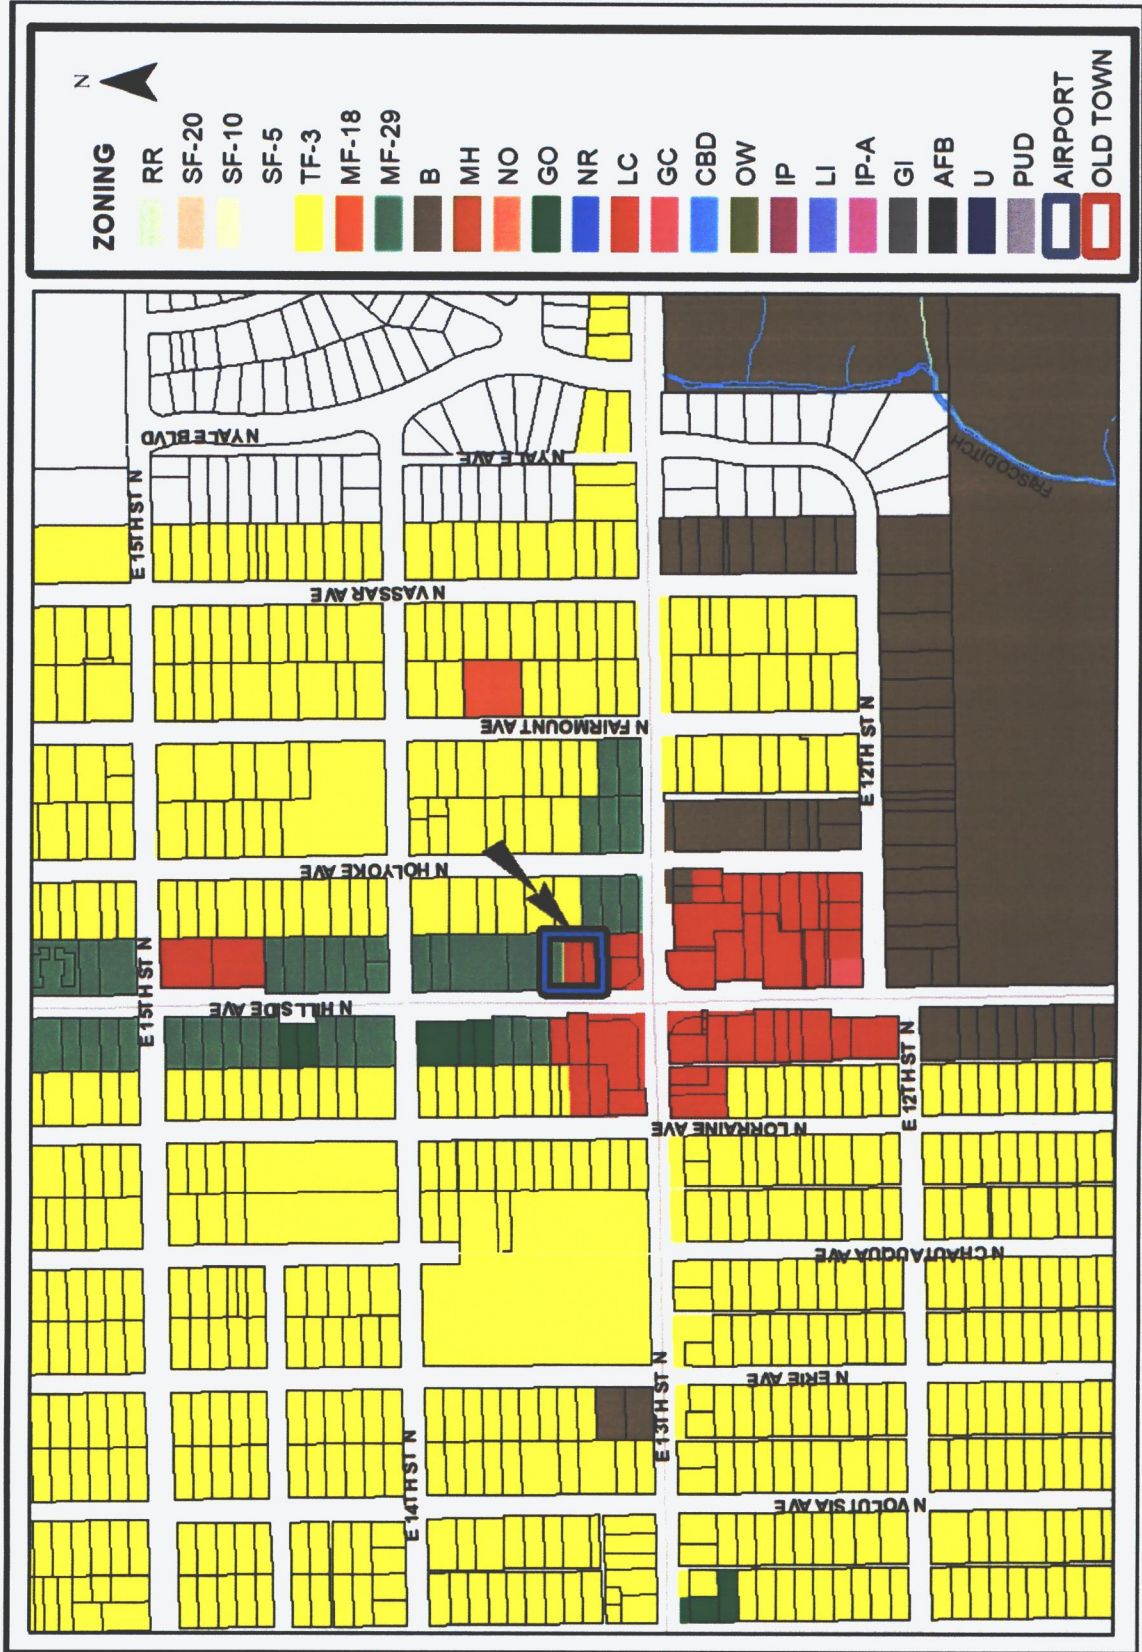 N
ZONING
RR
SF-20
SF-10
SF-5
TF-3
MF-18
MF-29
B
MH
NO
GO
NR
LC
GC
CBD
OW
IP
LI
IP-A
GI
AFB
U
PUD
AIRPORT
OLD TOWN
N YALE BLVD
N YALE AVE
FRISCO DITCH
E 15TH ST N
N VASSAR AVE
N FAIRMOUNT AVE
E 12TH ST N
N HOLYOKE AVE
E 15TH ST N
N HILLSIDE AVE
E 12TH ST N
N LORRAINE AVE
N CHAUTAUQUA AVE
E 13TH ST N
N ERIE AVE
E 14TH ST N
N VOLUTSIA AVE